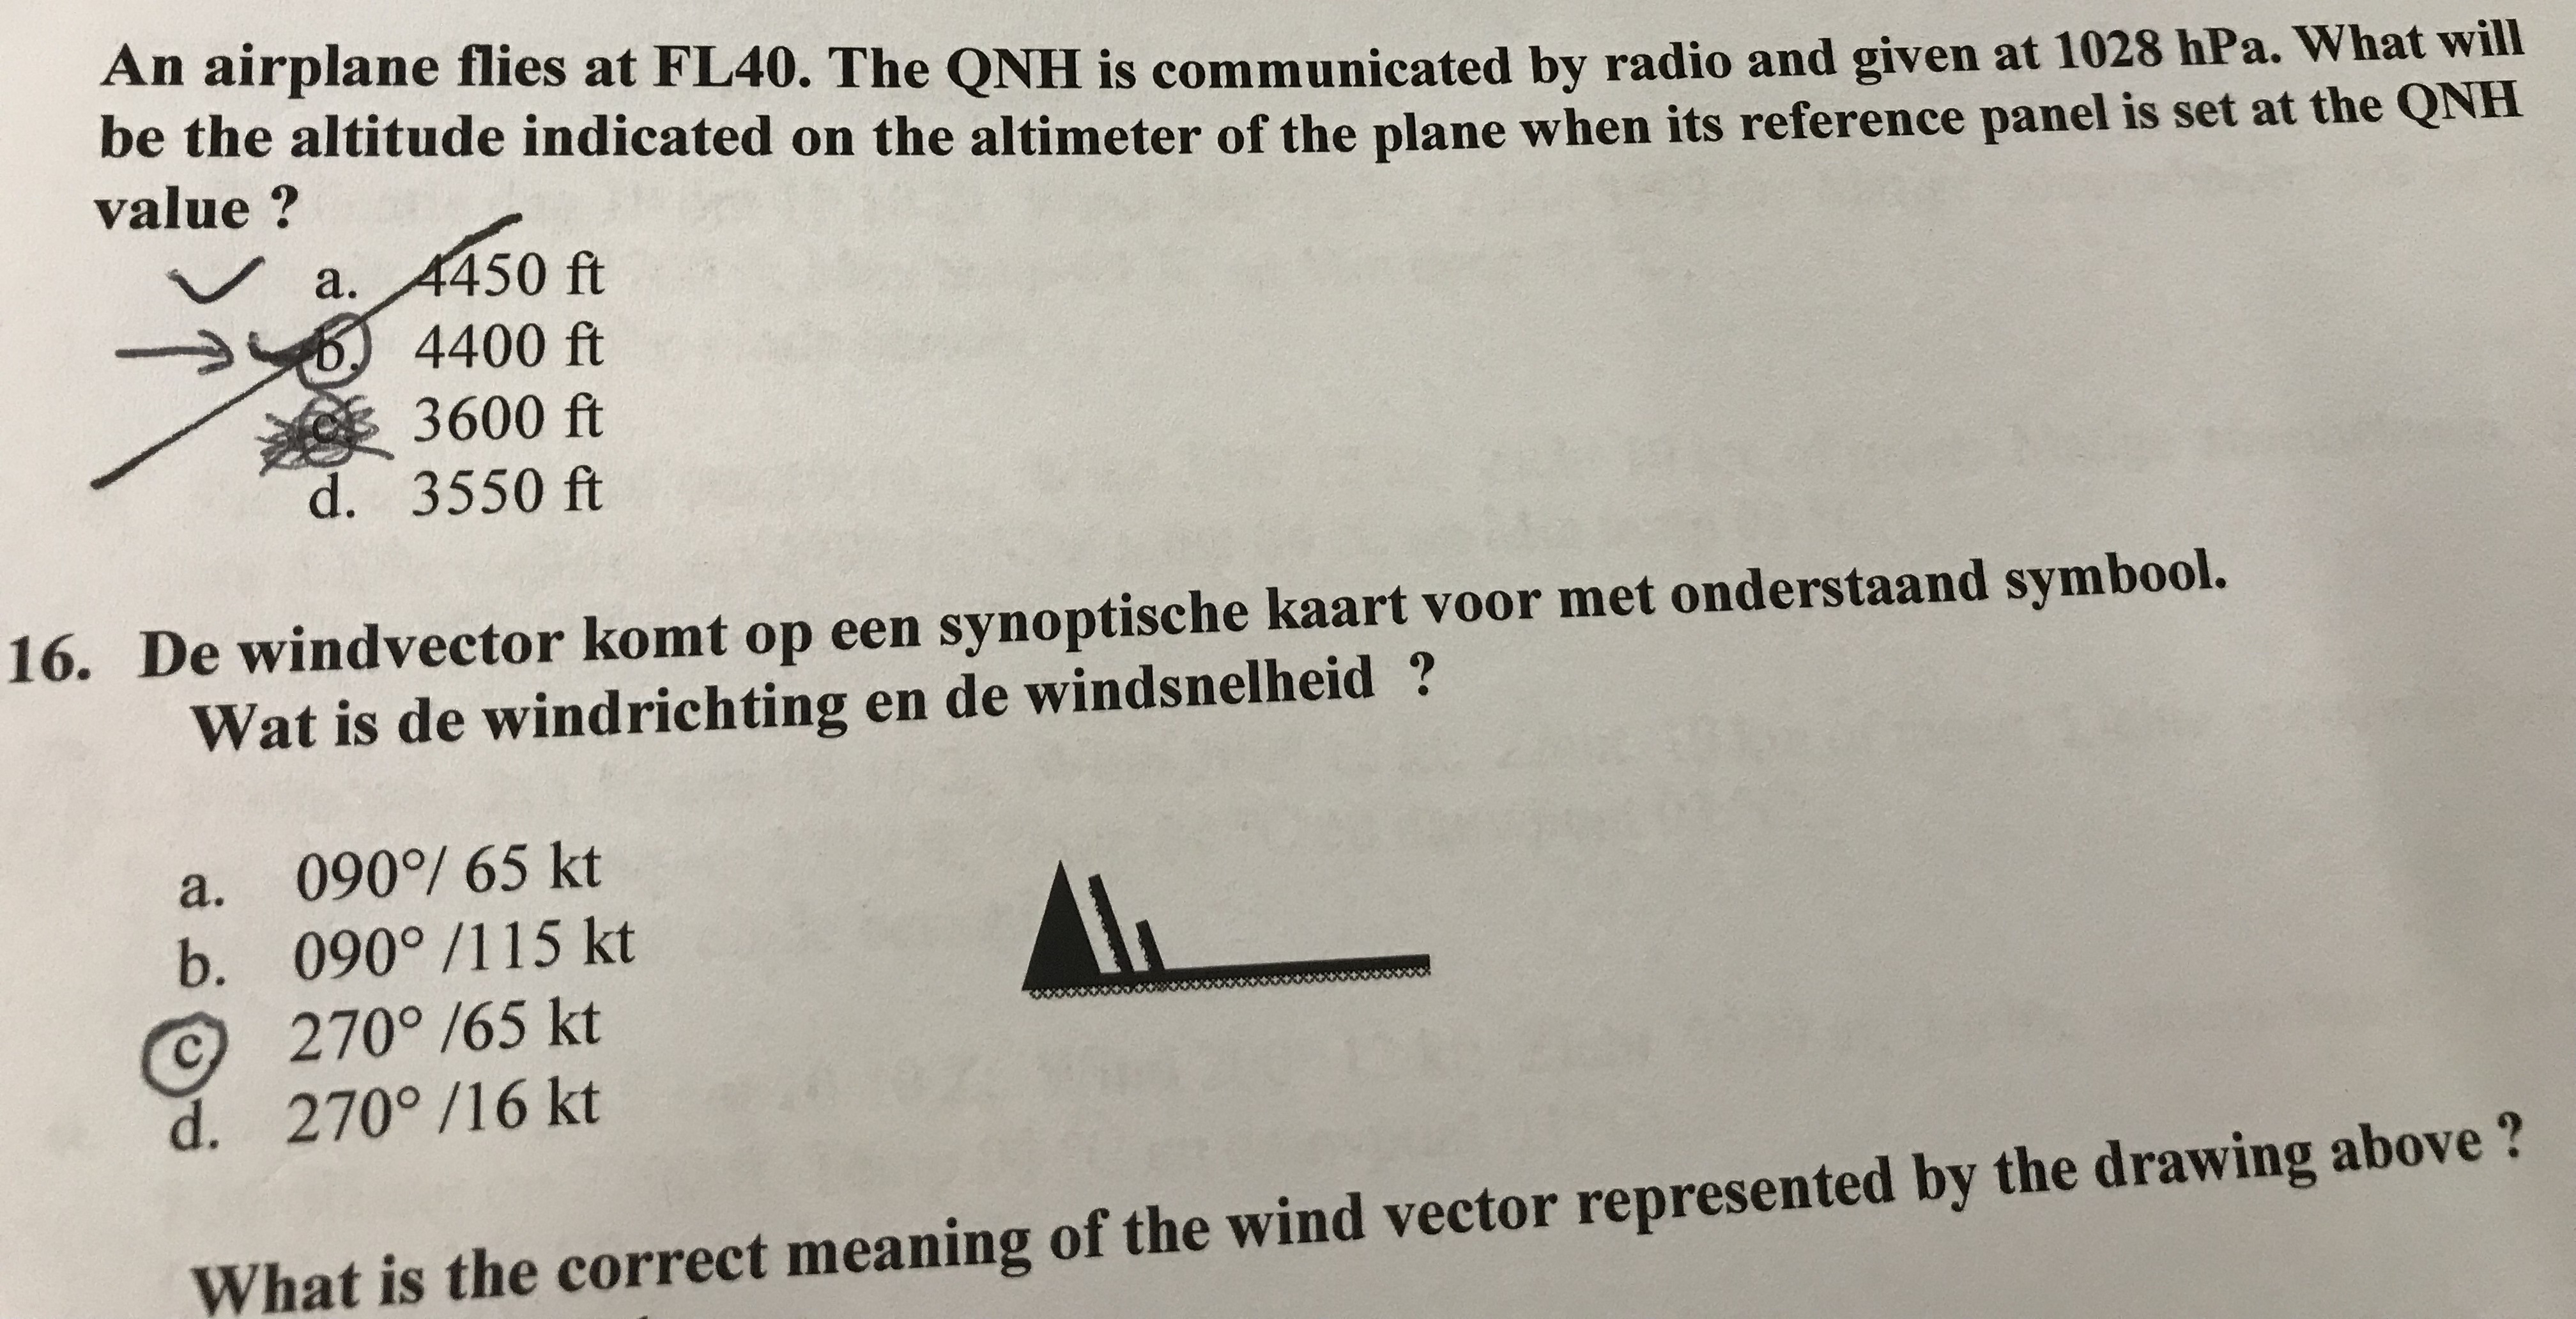 An airplane flies at FL40. The QNH is communicated by radio and given at 1028 hPa. What will
be the altitude indicated on the altimeter of the plane when its reference panel is set at the QNH
value ?
a. 4450 ft
b. 4400 ft
c. 3600 ft
d. 3550 ft
16. De windvector komt op een synoptische kaart voor met onderstaand symbool.
Wat is de windrichting en de windsnelheid ?
a. 090°/ 65 kt
b. 090° /115 kt
c 270° /65 kt
d. 270° /16 kt
What is the correct meaning of the wind vector represented by the drawing above ?